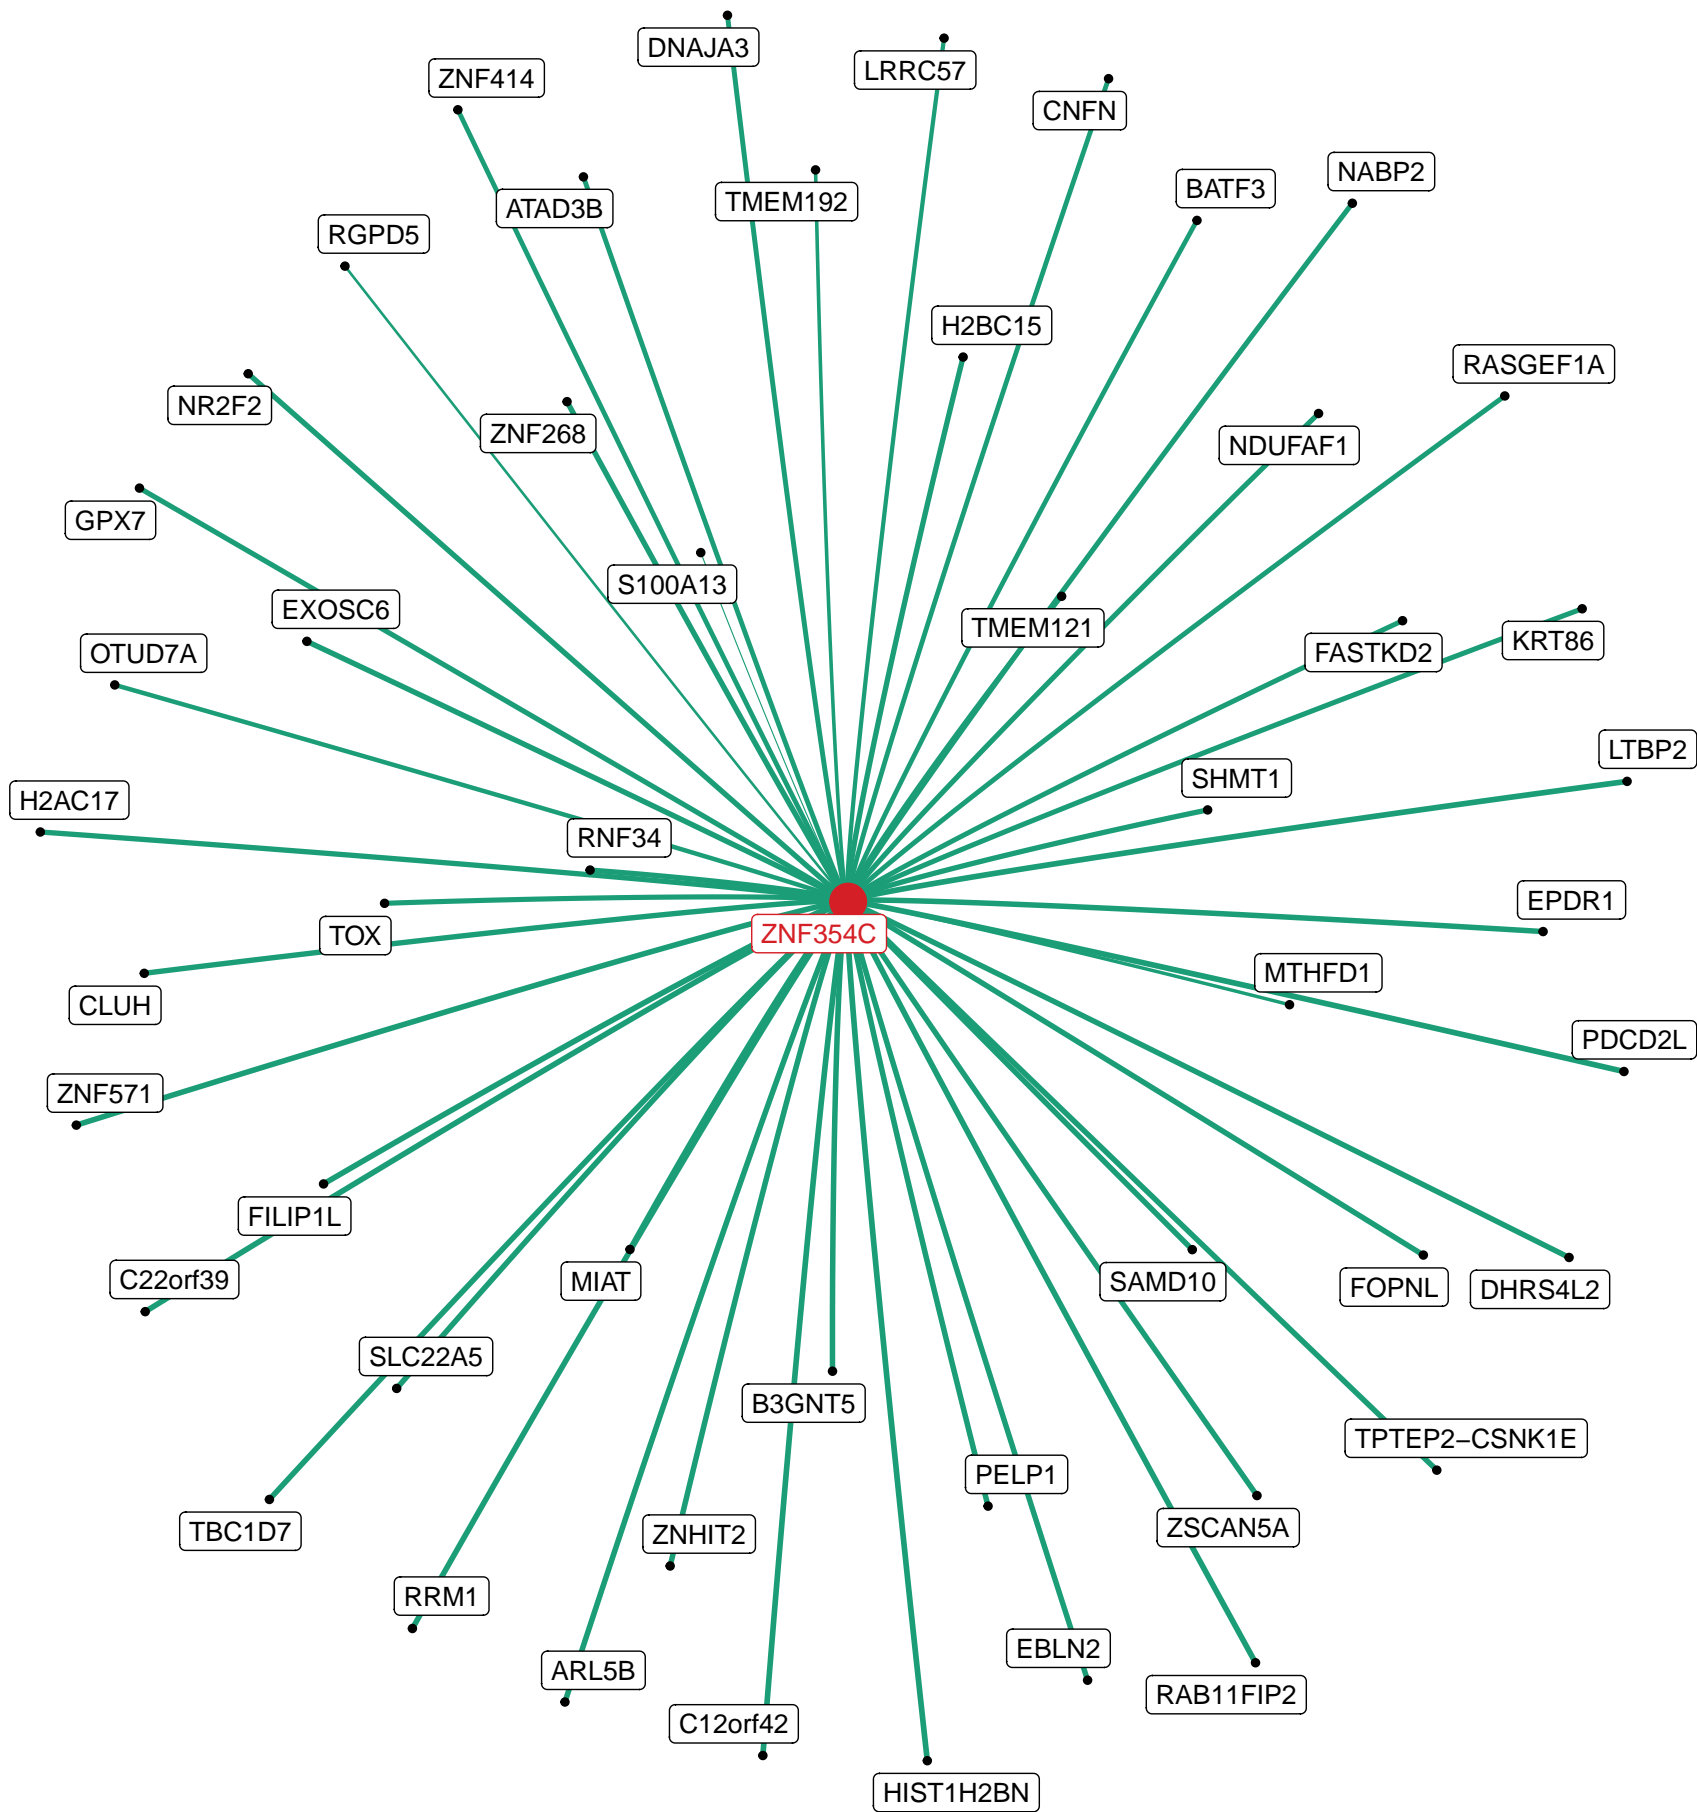 DNAJA3
LRRC57
ZNF414
CNFN
NABP2
BATF3
TMEM192
ATAD3B
RGPD5
H2BC15
RASGEF1A
NR2F2
ZNF268
NDUFAF1
GPX7
S100A13
EXOSC6
TMEM121
KRT86
OTUD7A
FASTKD2
LTBP2
SHMT1
H2AC17
RNF34
EPDR1
ZNF354C
TOX
MTHFD1
CLUH
PDCD2L
ZNF571
FILIP1L
C22orf39
MIAT
SAMD10
FOPNL
DHRS4L2
SLC22A5
B3GNT5
TPTEP2−CSNK1E
PELP1
TBC1D7
ZNHIT2
ZSCAN5A
RRM1
EBLN2
ARL5B
RAB11FIP2
C12orf42
HIST1H2BN